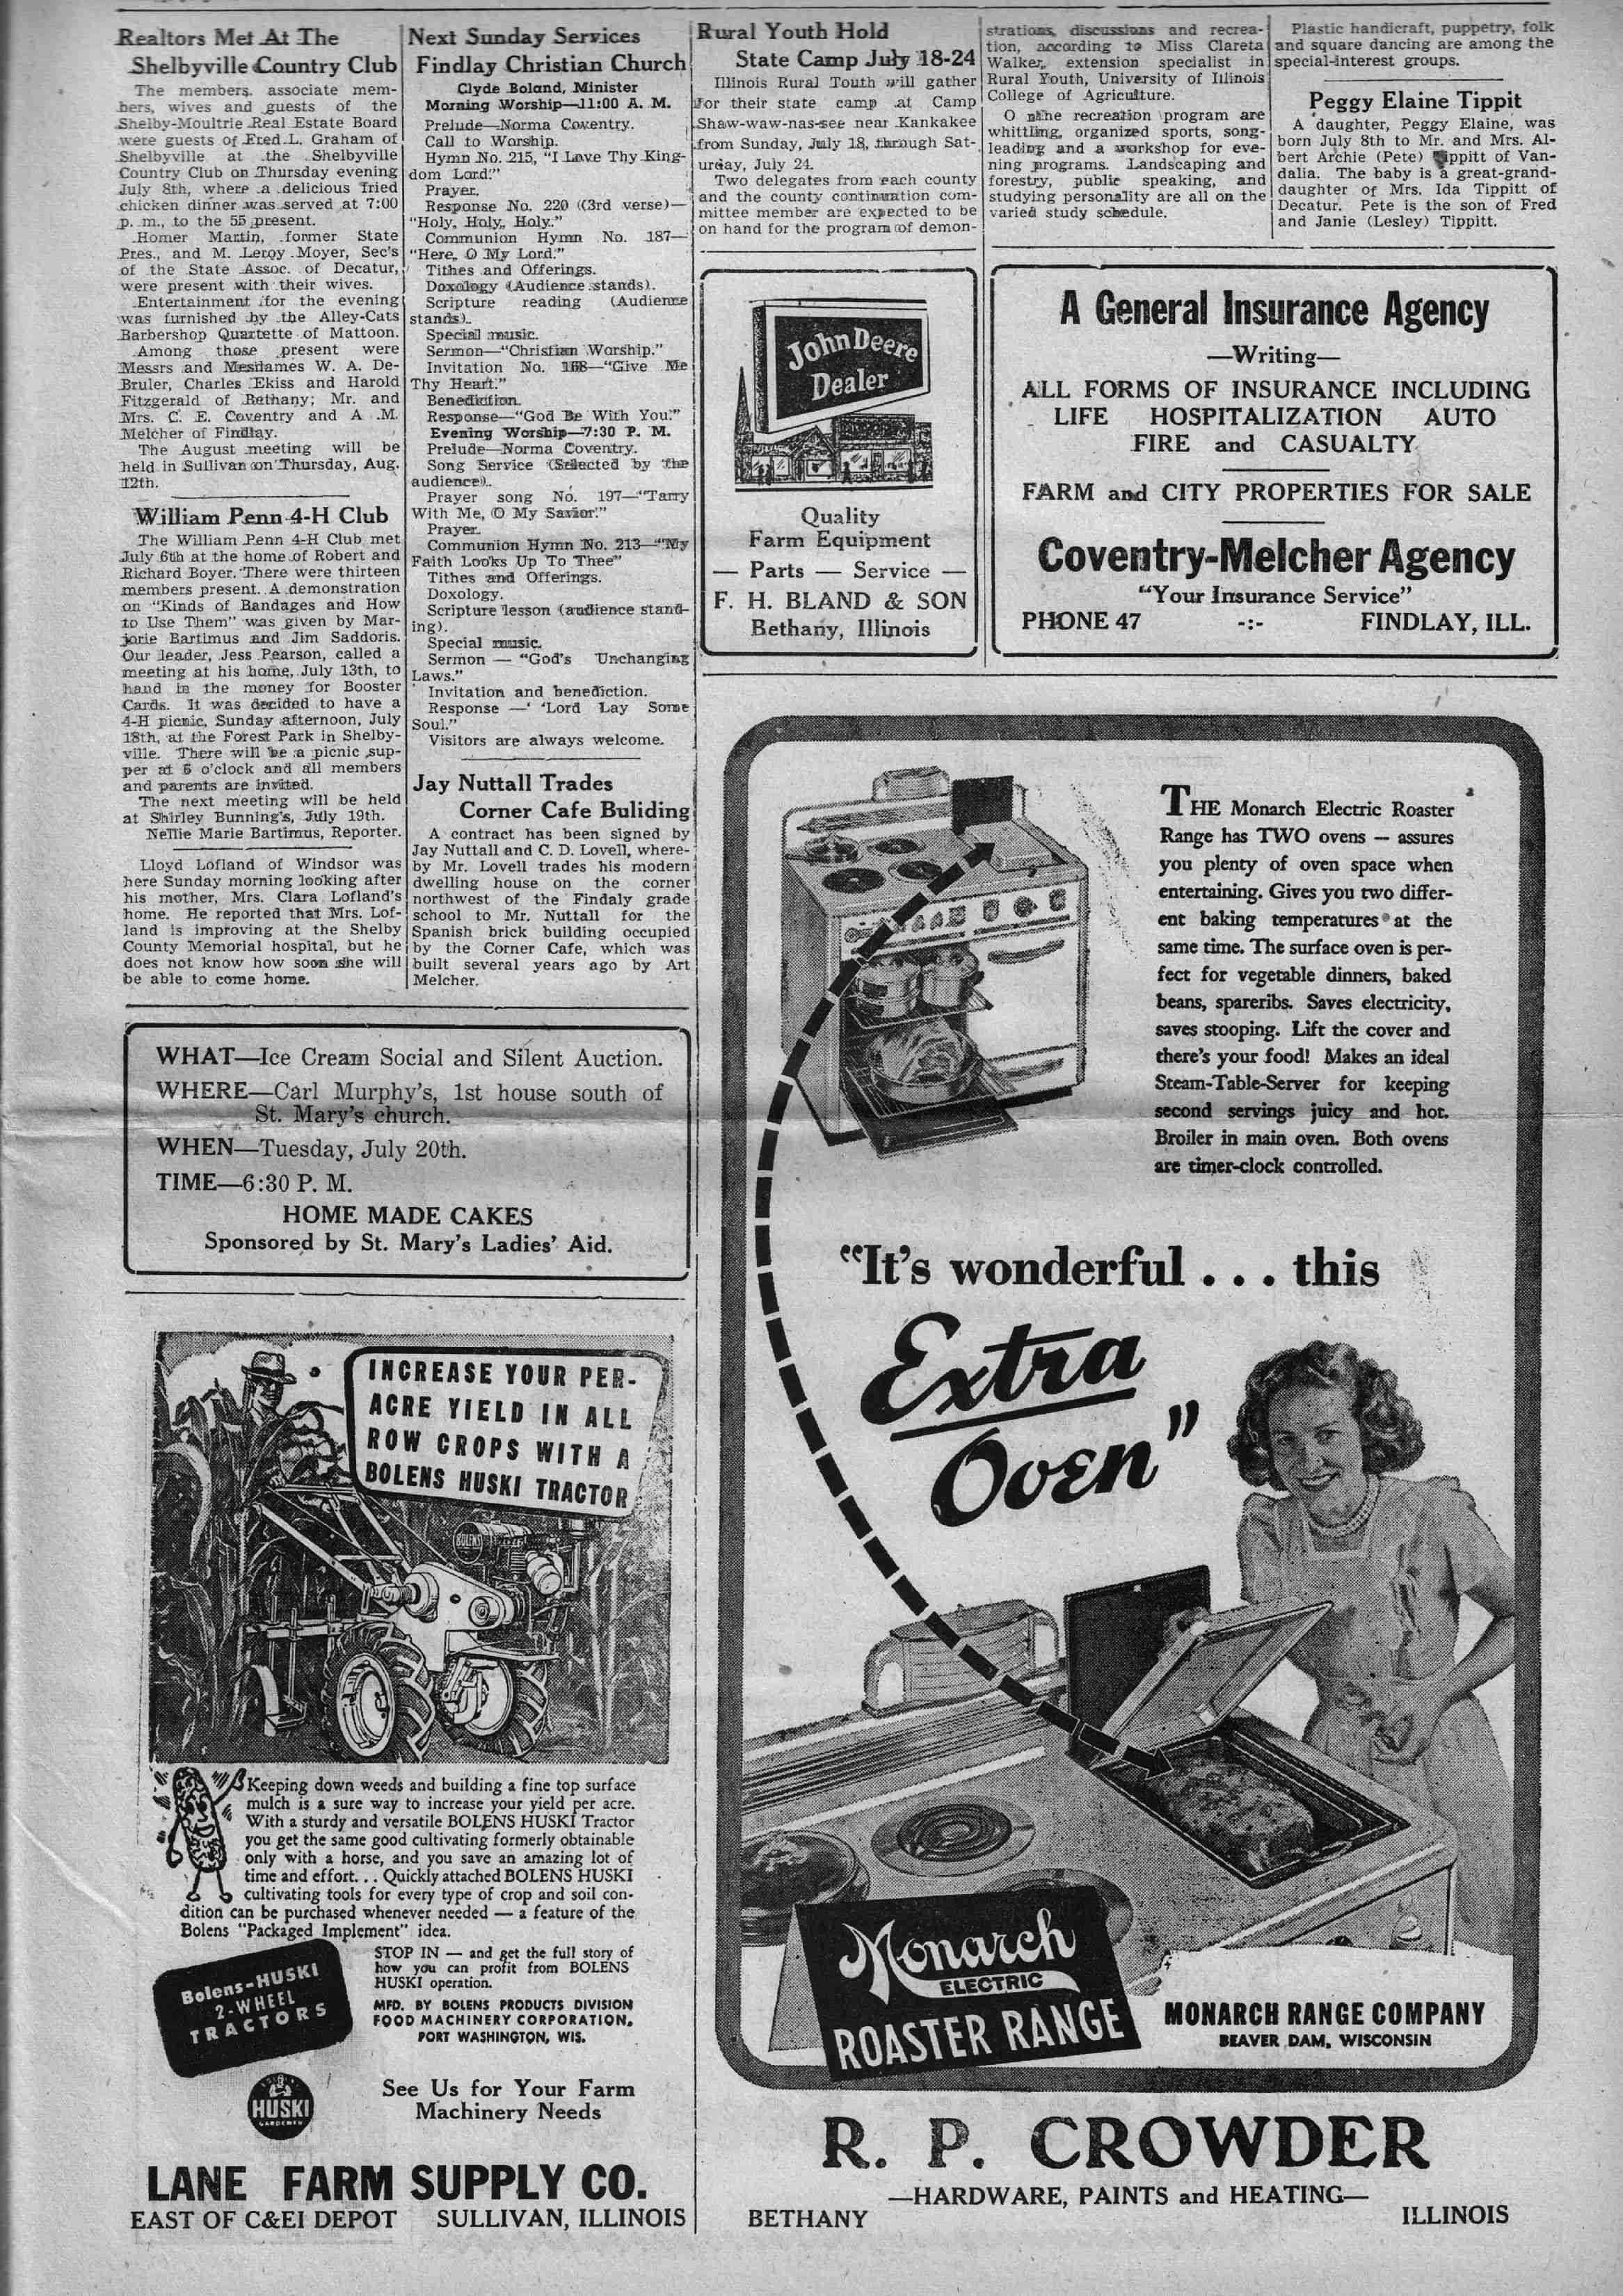 Realtors Met At The
Shelbyville Country Club
The members, associate mem-
bers, wives and guests of the
Shelby-Moultrie Real Estate Board
were guests of Fred L. Graham of
Shelbyville at the Shelbyville
Country Club on Thursday evening
July 8th, where a delicious fried
chicken dinner was served at 7:00
p. m., to the 55 present.
Homer Martin, former State
Pres., and M. Leroy Moyer, Sec's
of the State Assoc. of Decatur,
were present with their wives.
Entertainment for the evening
was furnished by the Alley-Cats
Barbershop Quartette of Mattoon.
Among those present were
Messrs and Mesdames W. A. De-
Bruler, Charles Ekiss and Harold
Fitzgerald of Bethany; Mr. and
Mrs. C. E. Coventry and A .M.
Melcher of Findlay.
The August meeting will be
held in Sullivan on Thursday, Aug.
12th.
William Penn 4-H Club
The William Penn 4-H Club met
July 6th at the home of Robert and
Richard Boyer. There were thirteen
members present. A demonstration
on "Kinds of Bandages and How
to Use Them" was given by Mar-
jorie Bartimus and Jim Saddoris.
Our leader, Jess Pearson, called a
meeting at his home, July 13th, to
hand in the money for Booster
Cards. It was decided to have a
4-H picnic, Sunday afternoon, July
18th, at the Forest Park in Shelby-
ville. There will be a picnic sup-
per at 6 o'clock and all members
and parents are invited.
The next meeting will be held
at Shirley Bunning's, July 19th.
Nellie Marie Bartimus, Reporter.
Lloyd Lofland of Windsor was
here Sunday morning looking after
his mother, Mrs. Clara Lofland's
home. He reported that Mrs. Lof-
land is improving at the Shelby
County Memorial hospital, but he
does not know how soon she will
be able to come home.
Next Sunday Services
Findlay Christian Church
Clyde Boland, Minister
Morning Worship—11:00 A. M.
Prelude—Norma Coventry.
Call to Worship.
Hymn No. 215, "I Love Thy King-
dom Lord."
Prayer.
Response No. 220 ((3rd verse)—
"Holy, Holy, Holy."
Communion Hymn No. 187—
"Here, O My Lord."
Tithes and Offerings.
Doxology (Audience stands).
Scripture reading (Audience
stands).
Special music.
Sermon—"Christian Worship."
Invitation No. 168—"Give Me
Thy Heart."
Benediction.
Response—"God Be With You."
Evening Worship—7:30 P. M.
Prelude—Norma Coventry.
Song Service (Selected by the
audience).
Prayer song No. 197—"Tarry
With Me, O My Savior."
Prayer.
Communion Hymn No. 213—"My
Faith Looks Up To Thee"
Tithes and Offerings.
Doxology.
Scripture lesson (audience stand-
ing).
Special music.
Sermon — "God's Unchanging
Laws."
Invitation and benediction.
Response —' 'Lord Lay Some
Soul."
Visitors are always welcome.
Jay Nuttall Trades
Corner Cafe Buliding
A contract has been signed by
Jay Nuttall and C. D. Lovell, where-
by Mr. Lovell trades his modern
dwelling house on the corner
northwest of the Findaly grade
school to Mr. Nuttall for the
Spanish brick building occupied
by the Corner Cafe, which was
built several years ago by Art
Melcher.
Rural Youth Hold
State Camp July 18-24
Illinois Rural Touth will gather
for their state camp at Camp
Shaw-waw-nas-see near Kankakee
from Sunday, July 18, through Sat-
urday, July 24.
Two delegates from each county
and the county continuation com-
mittee member are expected to be
on hand for the program of demon-
strations, discussions and recrea-
tion, according to Miss Clareta
Walker, extension specialist in
Rural Youth, University of Illinois
College of Agriculture.
O nthe recreation program are
whittling, organized sports, song-
leading and a workshop for eve-
ning programs. Landscaping and
forestry, public speaking, and
studying personality are all on the
varied study schedule.
Plastic handicraft, puppetry, folk
and square dancing are among the
special-interest groups.
Peggy Elaine Tippit
A daughter, Peggy Elaine, was
born July 8th to Mr. and Mrs. Al-
bert Archie (Pete) Tippitt of Van-
dalia. The baby is a great-grand-
daughter of Mrs. Ida Tippitt of
Decatur. Pete is the son of Fred
and Janie (Lesley) Tippitt.
John Deere
Dealer
Quality
Farm Equipment
— Parts — Service —
F. H. BLAND & SON
Bethany, Illinois
A General Insurance Agency
—Writing—
ALL FORMS OF INSURANCE INCLUDING
LIFE HOSPITALIZATION AUTO
FIRE and CASUALTY
FARM and CITY PROPERTIES FOR SALE
Coventry-Melcher Agency
"Your Insurance Service"
PHONE 47 -:- FINDLAY, ILL.
WHAT—Ice Cream Social and Silent Auction.
WHERE—Carl Murphy's, 1st house south of
St. Mary's church.
WHEN—Tuesday, July 20th.
TIME—6:30 P. M.
HOME MADE CAKES
Sponsored by St. Mary's Ladies' Aid.
INCREASE YOUR PER-
ACRE YIELD IN ALL
ROW CROPS WITH A
BOLENS HUSKI TRACTOR
BOLENS
Keeping down weeds and building a fine top surface
mulch is a sure way to increase your yield per acre.
With a sturdy and versatile BOLENS HUSKI Tractor
you get the same good cultivating formerly obtainable
only with a horse, and you save an amazing lot of
time and effort. . . Quickly attached BOLENS HUSKI
cultivating tools for every type of crop and soil con-
dition can be purchased whenever needed — a feature of the
Bolens "Packaged Implement" idea.
Bolens-HUSKI
2-WHEEL
TRACTORS
STOP IN — and get the full story of
how you can profit from BOLENS
HUSKI operation.
MFD. BY BOLENS PRODUCTS DIVISION
FOOD MACHINERY CORPORATION,
PORT WASHINGTON, WIS.
HUSKI
GARDENER
See Us for Your Farm
Machinery Needs
LANE FARM SUPPLY CO.
EAST OF C&EI DEPOT SULLIVAN, ILLINOIS
THE Monarch Electric Roaster
Range has TWO ovens — assures
you plenty of oven space when
entertaining. Gives you two differ-
ent baking temperatures at the
same time. The surface oven is per-
fect for vegetable dinners, baked
beans, spareribs. Saves electricity,
saves stooping. Lift the cover and
there's your food! Makes an ideal
Steam-Table-Server for keeping
second servings juicy and hot.
Broiler in main oven. Both ovens
are timer-clock controlled.
"It's wonderful . . . this
Extra
Oven"
Monarch
ELECTRIC
ROASTER RANGE
MONARCH RANGE COMPANY
BEAVER DAM, WISCONSIN
R. P. CROWDER
—HARDWARE, PAINTS and HEATING—
BETHANY ILLINOIS